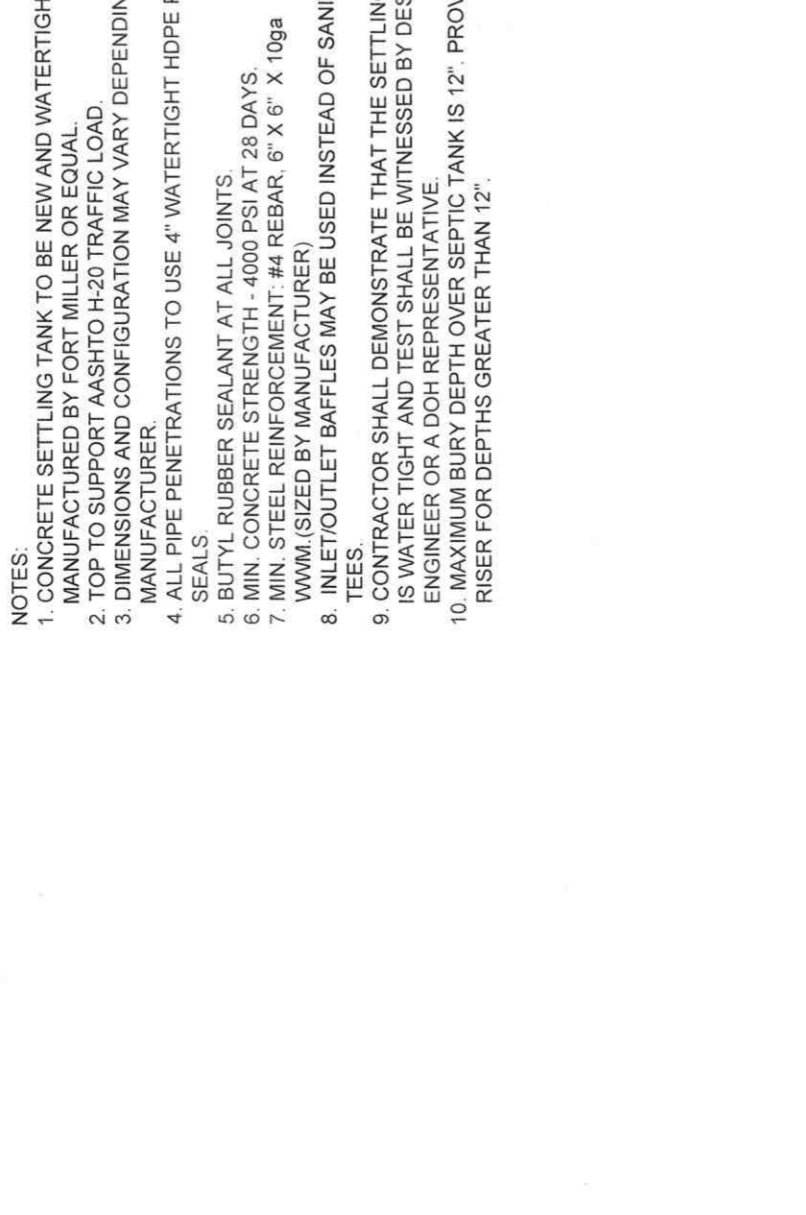 NOTES:
1. CONCRETE SETTLING TANK TO BE NEW AND WATERTIGH
MANUFACTURED BY FORT MILLER OR EQUAL.
2. TOP TO SUPPORT AASHTO H-20 TRAFFIC LOAD.
3. DIMENSIONS AND CONFIGURATION MAY VARY DEPENDIN
MANUFACTURER.
4. ALL PIPE PENETRATIONS TO USE 4" WATERTIGHT HDPE
SEALS.
5. BUTYL RUBBER SEALANT AT ALL JOINTS.
6. MIN. CONCRETE STRENGTH - 4000 PSI AT 28 DAYS.
7. MIN. STEEL REINFORCEMENT: #4 REBAR, 6" X 6" X 10ga
WWM.(SIZED BY MANUFACTURER)
8. INLET/OUTLET BAFFLES MAY BE USED INSTEAD OF SANI
TEES.
9. CONTRACTOR SHALL DEMONSTRATE THAT THE SETTLING
IS WATER TIGHT AND TEST SHALL BE WITNESSED BY DES
ENGINEER OR A DOH REPRESENTATIVE.
10. MAXIMUM BURY DEPTH OVER SEPTIC TANK IS 12". PROV
RISER FOR DEPTHS GREATER THAN 12".